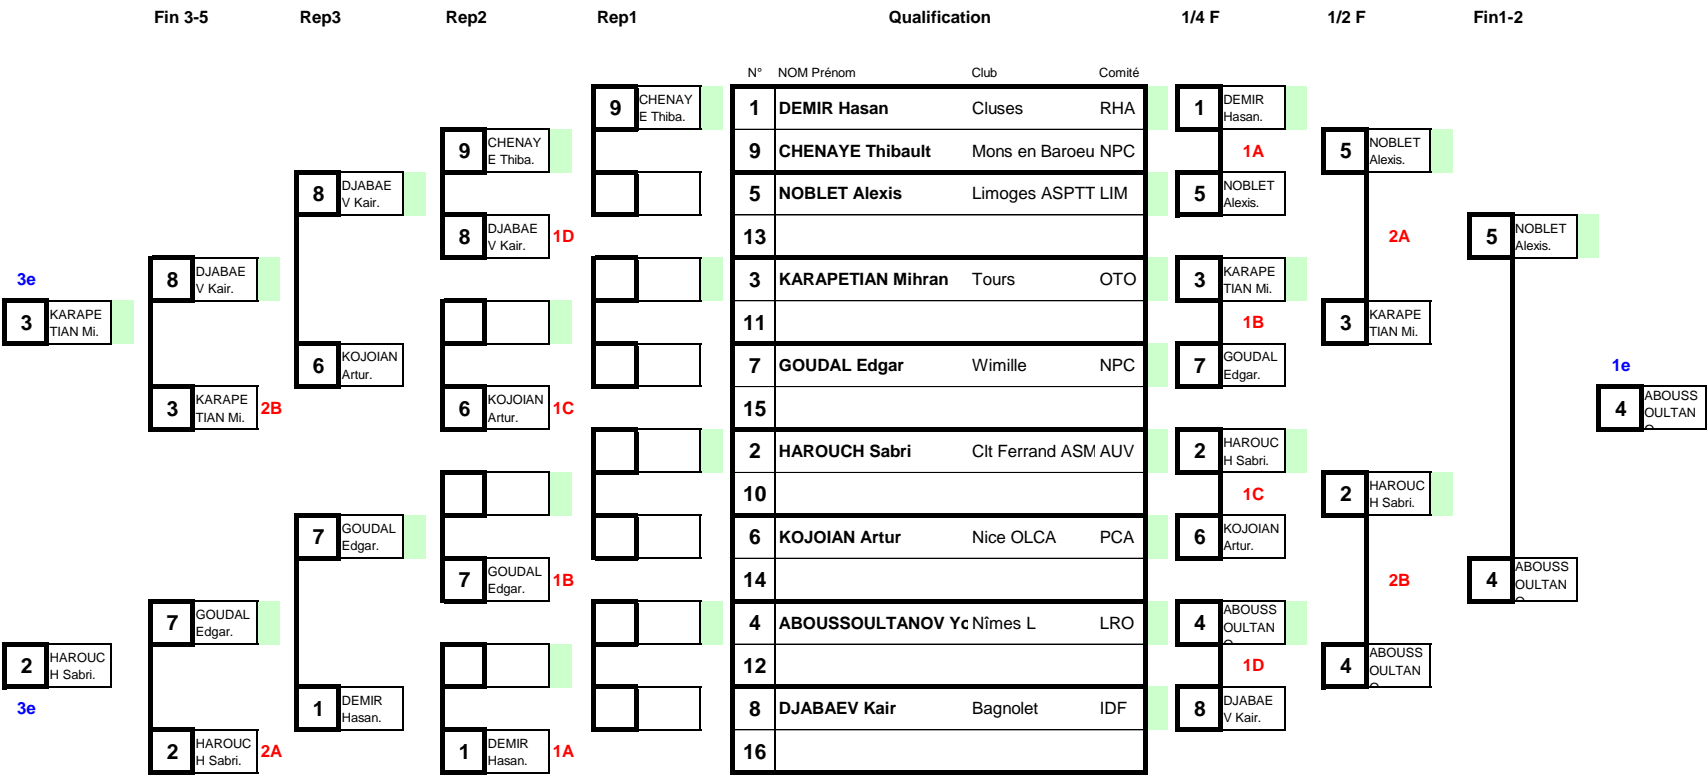 Fin 3-5 Rep3 Rep2 Rep1 Qualification 1/4 F 1/2 F Fin1-2
N° NOM Prénom Club Comité
9 CHENAY
E Thiba.
1 DEMIR Hasan Cluses RHA
1 DEMIR
Hasan.
9 CHENAY
E Thiba.
9 CHENAYE Thibault Mons en Baroeu NPC
1A
5 NOBLET
Alexis.
8 DJABAE
V Kair.
5 NOBLET Alexis Limoges ASPTT LIM
5 NOBLET
Alexis.
8 DJABAE
V Kair.
1D
13
2A
5 NOBLET
Alexis.
3e
8 DJABAE
V Kair.
3 KARAPETIAN Mihran Tours OTO
3 KARAPE
TIAN Mi.
3 KARAPE
TIAN Mi.
11
1B
3 KARAPE
TIAN Mi.
6 KOJOIAN
Artur.
7 GOUDAL Edgar Wimille NPC
7 GOUDAL
Edgar.
1e
3 KARAPE
TIAN Mi.
2B
6 KOJOIAN
Artur.
1C
15
4 ABOUSS
OULTAN
2 HAROUCH Sabri Clt Ferrand ASM AUV
2 HAROUC
H Sabri.
10
1C
2 HAROUC
H Sabri.
7 GOUDAL
Edgar.
6 KOJOIAN Artur Nice OLCA PCA
6 KOJOIAN
Artur.
7 GOUDAL
Edgar.
1B
14
2B
4 ABOUSS
OULTAN
7 GOUDAL
Edgar.
4 ABOUSSOULTANOV Yo Nîmes L LRO
4 ABOUSS
OULTAN
2 HAROUC
H Sabri.
12
1D
4 ABOUSS
OULTAN
3e
1 DEMIR
Hasan.
8 DJABAEV Kair Bagnolet IDF
8 DJABAE
V Kair.
2 HAROUC
H Sabri.
2A
1 DEMIR
Hasan.
1A
16